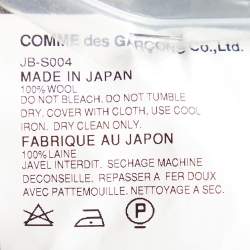 COMME des GARÇONS Co.,Ltd.
JB-S004
MADE IN JAPAN
100% WOOL
DO NOT BLEACH. DO NOT TUMBLE
DRY. COVER WITH CLOTH, USE COOL
IRON. DRY CLEAN ONLY.
FABRIQUE AU JAPON
100% LAINE
JAVEL INTERDIT. SECHAGE MACHINE
DECONSEILLE. REPASSER A FER DOUX
AVEC PATTEMOUILLE. NETTOYAGE A SEC.
P